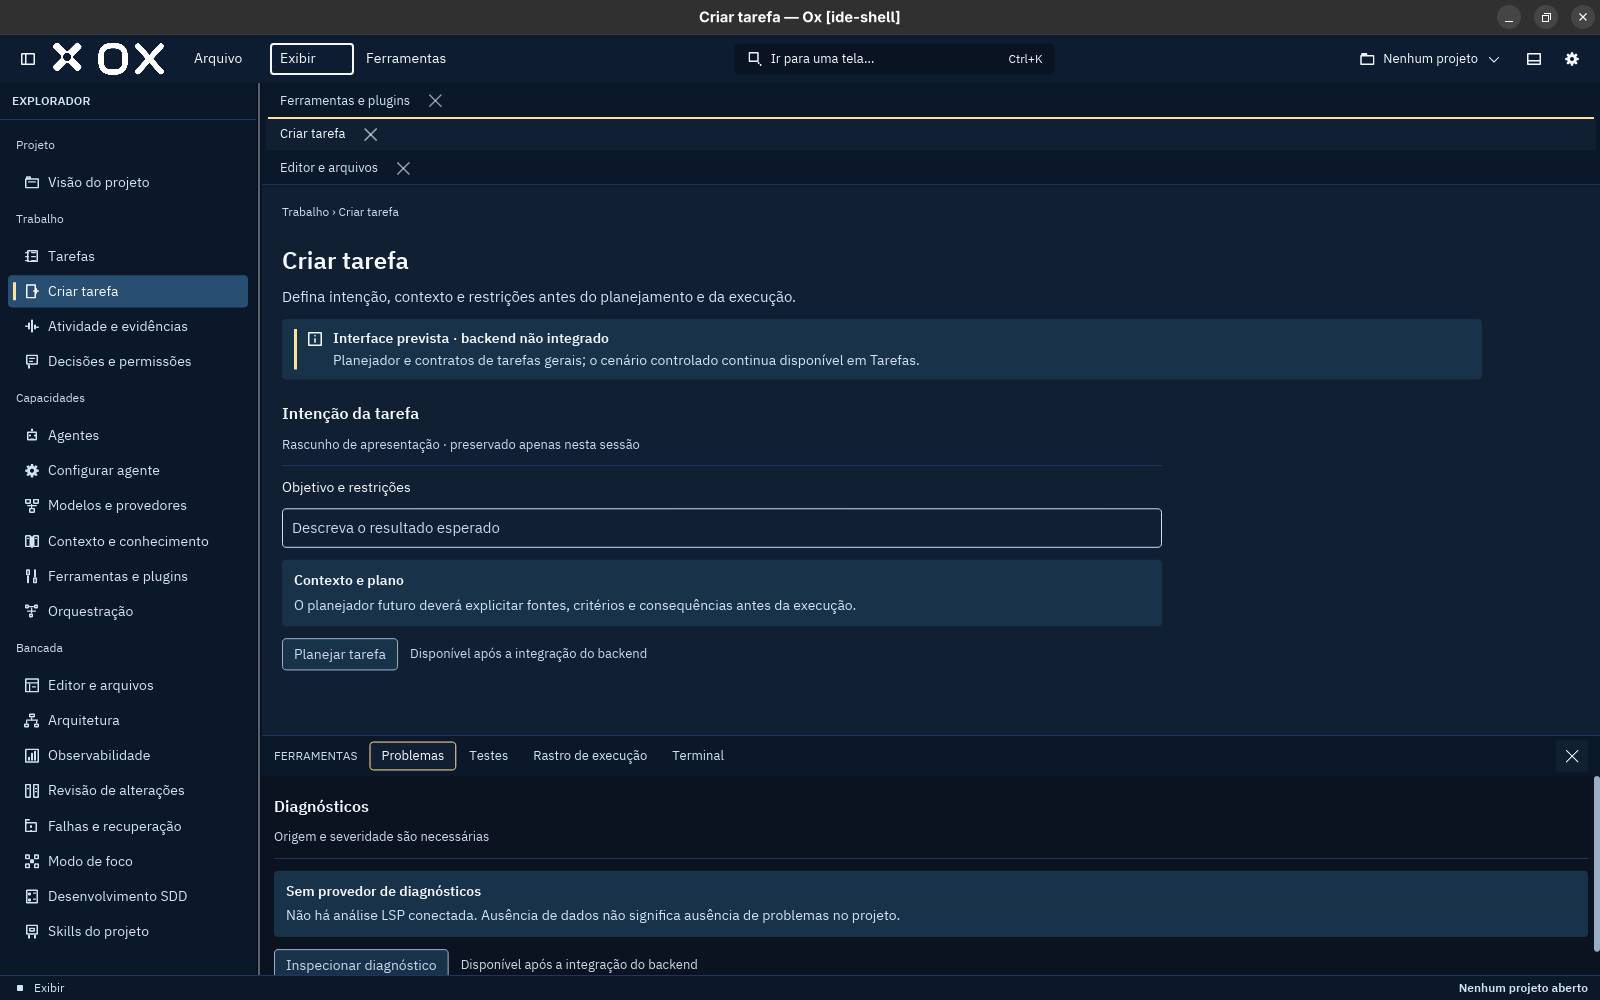 Criar tarefa — Ox [ide-shell]
OX Arquivo Exibir Ferramentas Ir para uma tela... Ctrl+K Nenhum projeto
EXPLORADOR
Projeto
Visão do projeto
Trabalho
Tarefas
Criar tarefa
Atividade e evidências
Decisões e permissões
Capacidades
Agentes
Configurar agente
Modelos e provedores
Contexto e conhecimento
Ferramentas e plugins
Orquestração
Bancada
Editor e arquivos
Arquitetura
Observabilidade
Revisão de alterações
Falhas e recuperação
Modo de foco
Desenvolvimento SDD
Skills do projeto
Ferramentas e plugins
Criar tarefa
Editor e arquivos
Trabalho › Criar tarefa
Criar tarefa
Defina intenção, contexto e restrições antes do planejamento e da execução.
Interface prevista · backend não integrado
Planejador e contratos de tarefas gerais; o cenário controlado continua disponível em Tarefas.
Intenção da tarefa
Rascunho de apresentação · preservado apenas nesta sessão
Objetivo e restrições
Descreva o resultado esperado
Contexto e plano
O planejador futuro deverá explicitar fontes, critérios e consequências antes da execução.
Planejar tarefa Disponível após a integração do backend
FERRAMENTAS Problemas Testes Rastro de execução Terminal
Diagnósticos
Origem e severidade são necessárias
Sem provedor de diagnósticos
Não há análise LSP conectada. Ausência de dados não significa ausência de problemas no projeto.
Inspecionar diagnóstico Disponível após a integração do backend
Exibir Nenhum projeto aberto